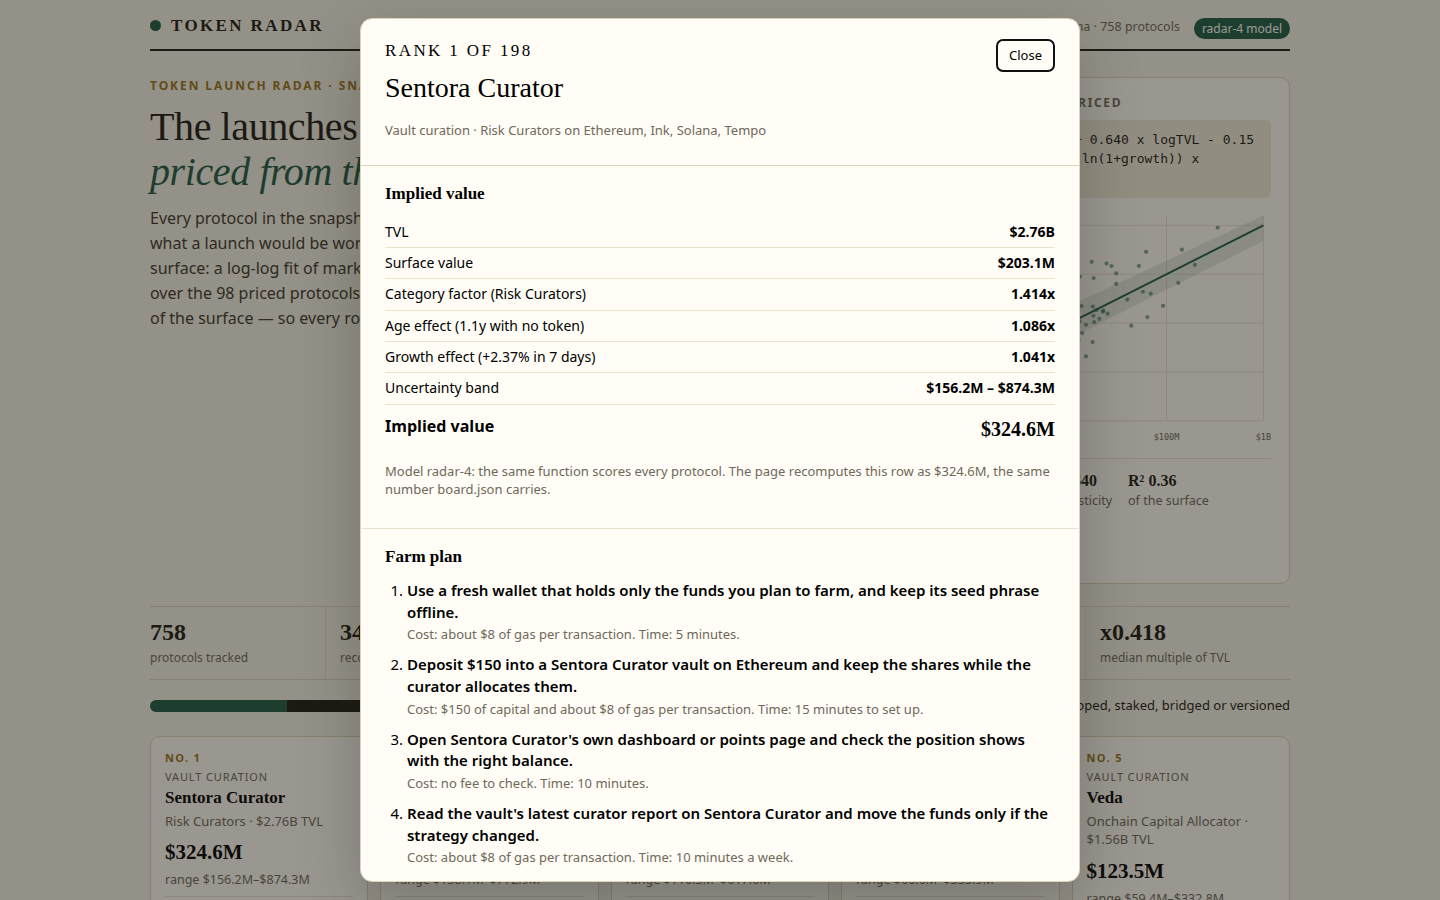 TOKEN RADAR
· 758 protocols
radar-4 model
TOKEN LAUNCH RADAR
The launches
priced from
Every protocol in the
what a launch would be
surface: a log-log fit of
over the 98 priced protocols
of the surface — so every
0.640 x logTVL - 0.15
ln(1+growth)) x
$100M
$1B
R² 0.36
of the surface
758
protocols tracked
x0.418
median multiple of TVL
staked, bridged or versioned
NO. 1
VAULT CURATION
Sentora Curator
Risk Curators · $2.76B TVL
$324.6M
range $156.2M–$874.3M
NO. 5
VAULT CURATION
Veda
Onchain Capital Allocator ·
$1.56B TVL
$123.5M
range $59.4M–$332.8M
RANK 1 OF 198
Close
Sentora Curator
Vault curation · Risk Curators on Ethereum, Ink, Solana, Tempo
Implied value
TVL $2.76B
Surface value $203.1M
Category factor (Risk Curators) 1.414x
Age effect (1.1y with no token) 1.086x
Growth effect (+2.37% in 7 days) 1.041x
Uncertainty band $156.2M – $874.3M
Implied value $324.6M
Model radar-4: the same function scores every protocol. The page recomputes this row as $324.6M, the same
number board.json carries.
Farm plan
1. Use a fresh wallet that holds only the funds you plan to farm, and keep its seed phrase
offline.
Cost: about $8 of gas per transaction. Time: 5 minutes.
2. Deposit $150 into a Sentora Curator vault on Ethereum and keep the shares while the
curator allocates them.
Cost: $150 of capital and about $8 of gas per transaction. Time: 15 minutes to set up.
3. Open Sentora Curator's own dashboard or points page and check the position shows
with the right balance.
Cost: no fee to check. Time: 10 minutes.
4. Read the vault's latest curator report on Sentora Curator and move the funds only if the
strategy changed.
Cost: about $8 of gas per transaction. Time: 10 minutes a week.